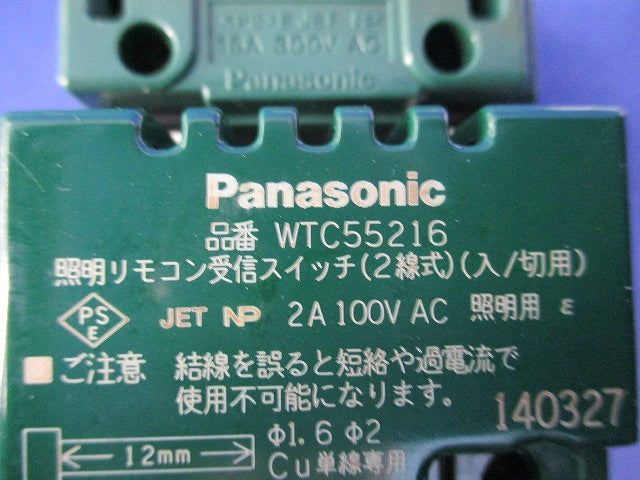 15A 300V AC
Panasonic
Panasonic
品番 WTC55216
照明リモコン受信スイッチ(2線式)(入/切用)
PS
E
JET NP 2A 100V AC 照明用 ε
ご注意 結線を誤ると短絡や過電流で
使用不可能になります。
140327
Φ1.6 Φ2
12mm
Cu単線専用